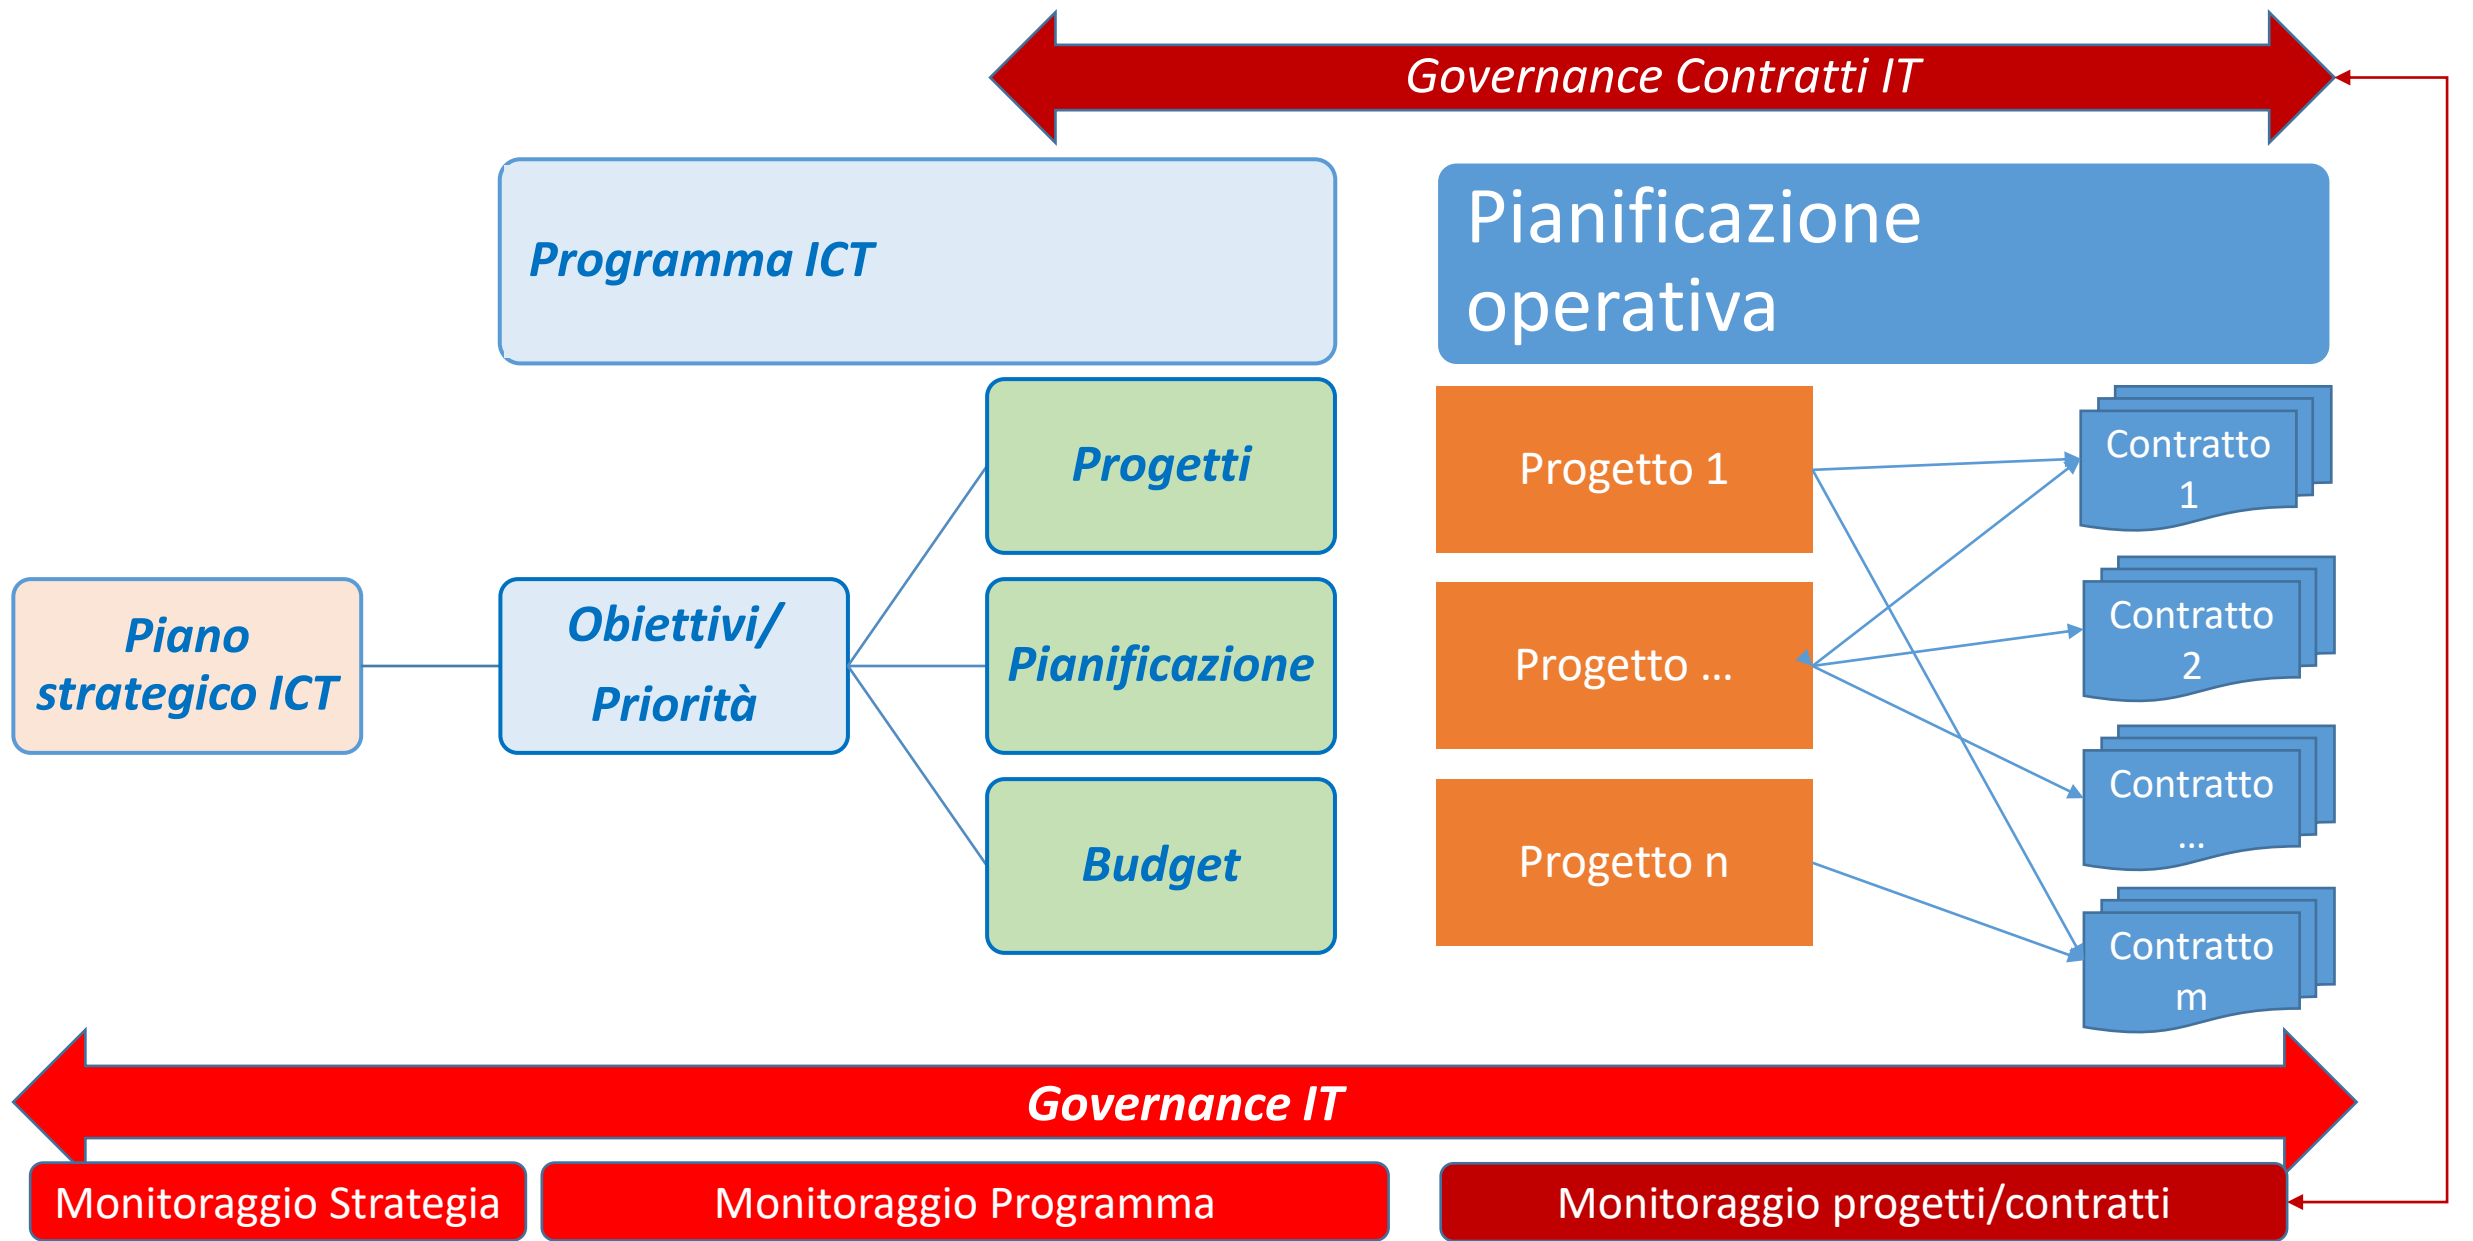 Governance Contratti IT
Programma ICT
Pianificazione
operativa
Progetti
Progetto 1
Contratto
1
Piano
strategico ICT
Obiettivi/
Priorità
Pianificazione
Progetto ...
Contratto
2
Contratto
...
Budget
Progetto n
Contratto
m
Governance IT
Monitoraggio Strategia
Monitoraggio Programma
Monitoraggio progetti/contratti